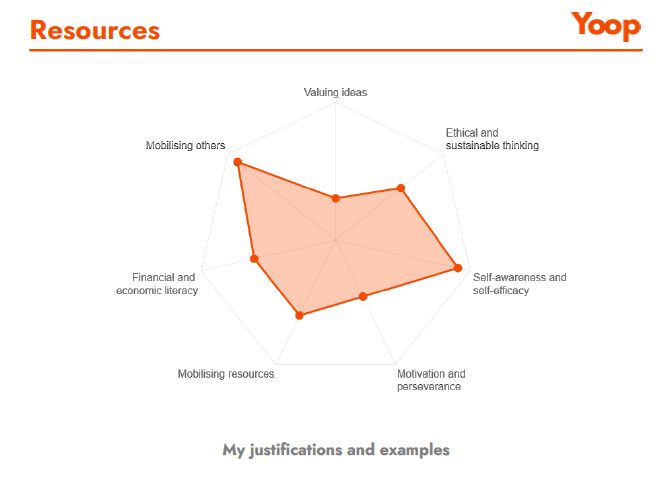 Resources
Yoop
Valuing ideas
Ethical and
sustainable thinking
Mobilising others
Self-awareness and
self-efficacy
Financial and
economic literacy
Motivation and
perseverance
Mobilising resources
My justifications and examples